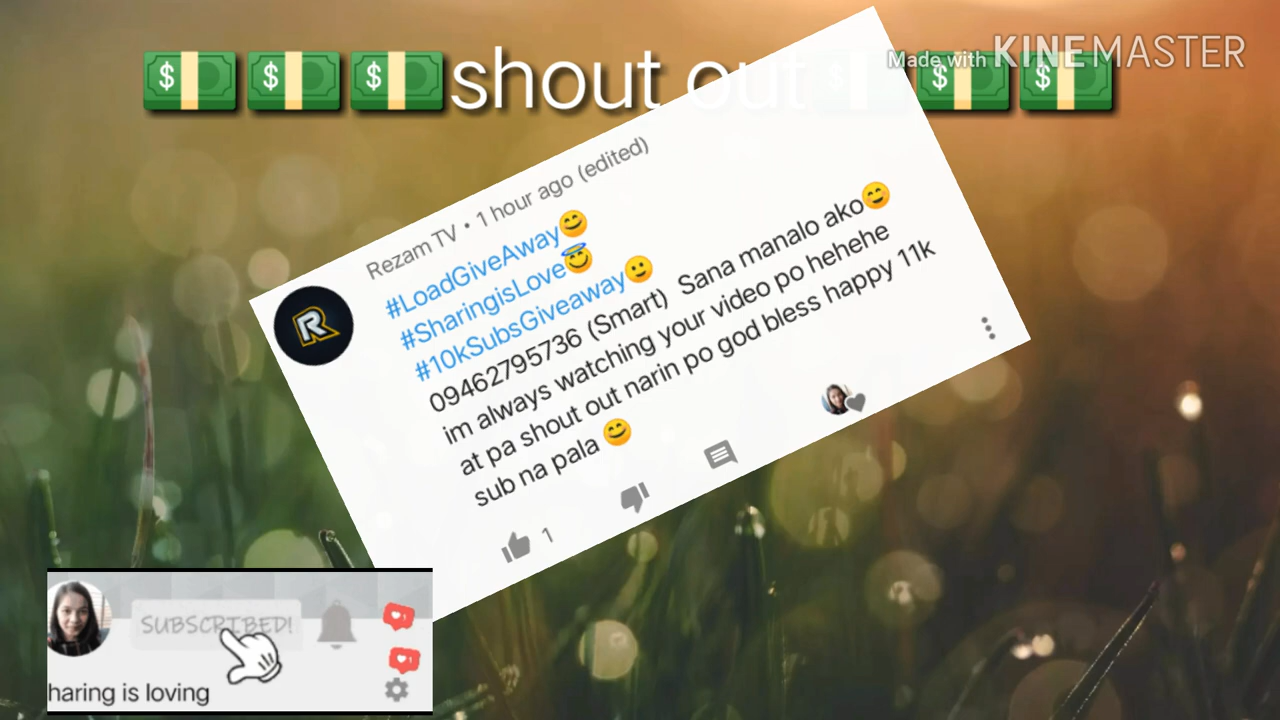 💵💵💵shout out💵💵
Made with KINEMASTER
Rezam TV • 1 hour ago (edited)
#LoadGiveAway😊
#SharingisLove😇
#10kSubsGiveaway🙂
09462795736 (Smart) Sana manalo ako😊
im always watching your video po hehehe
at pa shout out narin po god bless happy 11k
sub na pala 😊
1
SUBSCRIBED!
haring is loving